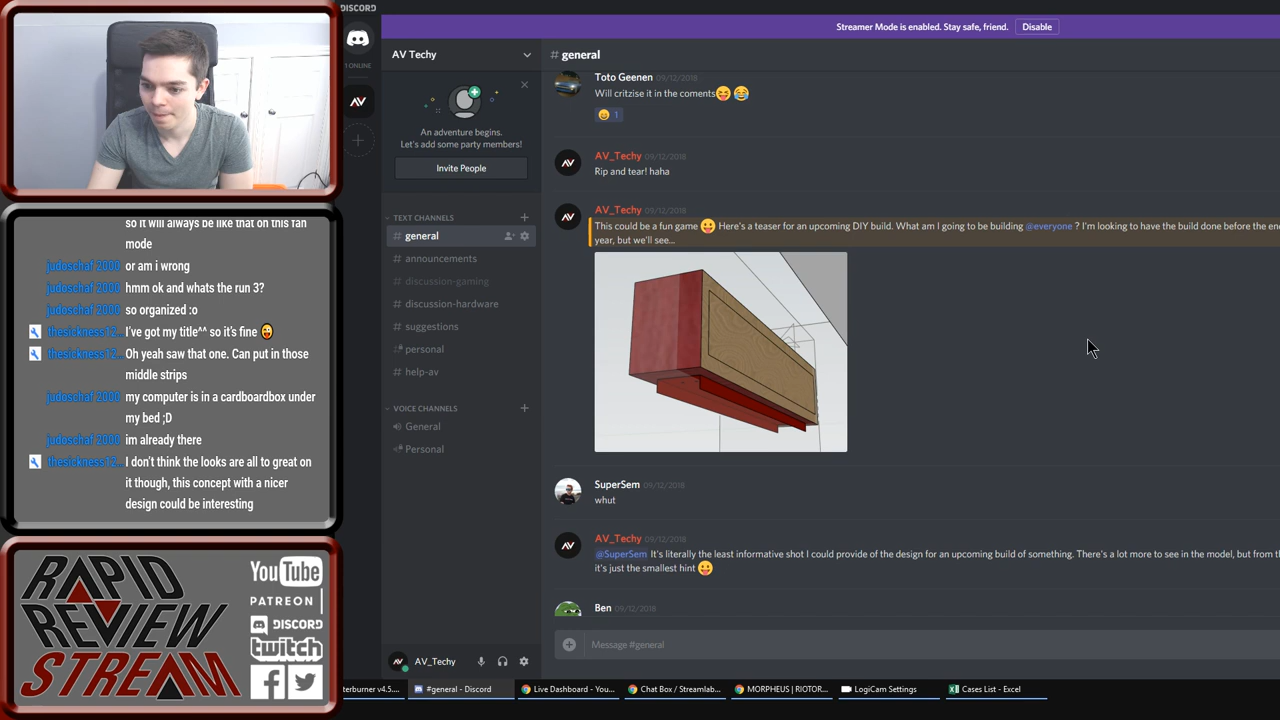 DISCORD
Streamer Mode is enabled. Stay safe, friend. Disable
1 ONLINE
AV
AV Techy
An adventure begins.
Let's add some party members!
Invite People
TEXT CHANNELS
# general
# announcements
# discussion-gaming
# discussion-hardware
# suggestions
personal
# help-av
VOICE CHANNELS
General
Personal
AV_Techy
# general
Toto Geenen 09/12/2018
Will critzise it in the coments😝 😂
😄 1
AV_Techy 09/12/2018
Rip and tear! haha
AV_Techy 09/12/2018
This could be a fun game 😛 Here's a teaser for an upcoming DIY build. What am I going to be building @everyone ? I'm looking to have the build done before the en
year, but we'll see...
SuperSem 09/12/2018
whut
AV_Techy 09/12/2018
@SuperSem It's literally the least informative shot I could provide of the design for an upcoming build of something. There's a lot more to see in the model, but from th
it's just the smallest hint 😛
Ben 09/12/2018
Message #general
so it will always be like that on this fan
mode
judoschaf 2000 or am i wrong
judoschaf 2000 hmm ok and whats the run 3?
judoschaf 2000 so organized :o
thesickness12... I've got my title^^ so it's fine 😜
thesickness12... Oh yeah saw that one. Can put in those
middle strips
judoschaf 2000 my computer is in a cardboardbox under
my bed ;D
judoschaf 2000 im already there
thesickness12... I don't think the looks are all to great on
it though, this concept with a nicer
design could be interesting
RAPID
REVIEW
STREAM
YouTube
PATREON
DISCORD
twitch
terburner v4.5....
#general - Discord
Live Dashboard - You...
Chat Box / Streamlab...
MORPHEUS | RIOTOR...
LogiCam Settings
Cases List - Excel